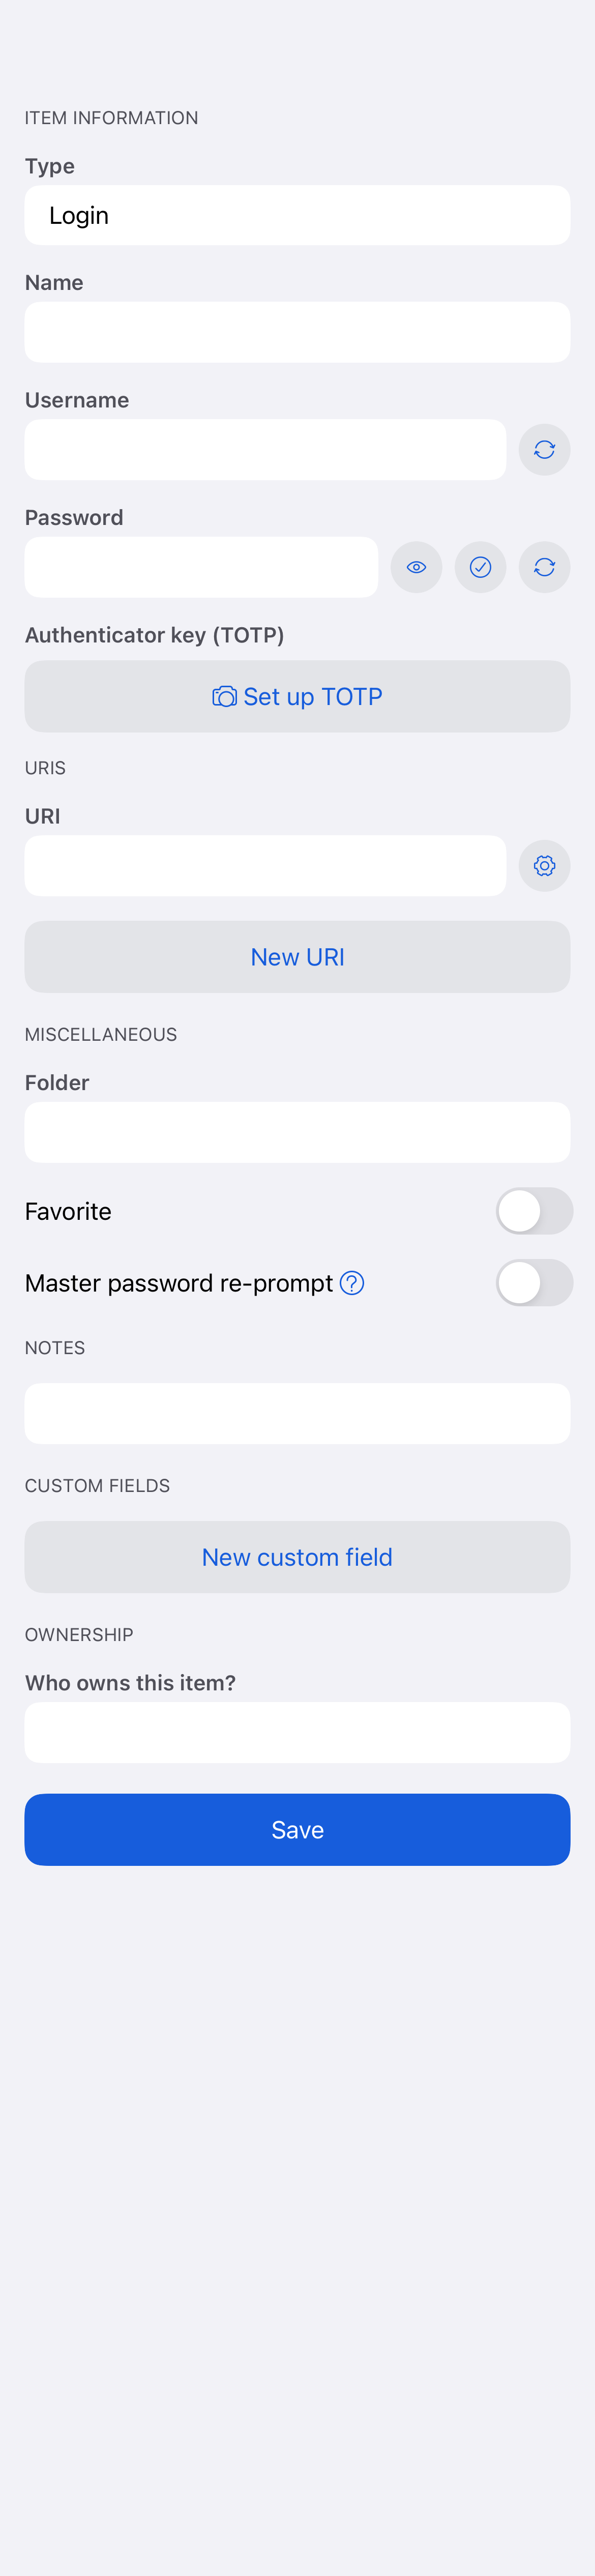 ITEM INFORMATION
Type
Login
Name
Username
Password
Authenticator key (TOTP)
Set up TOTP
URIS
URI
New URI
MISCELLANEOUS
Folder
Favorite
Master password re-prompt
NOTES
CUSTOM FIELDS
New custom field
OWNERSHIP
Who owns this item?
Save